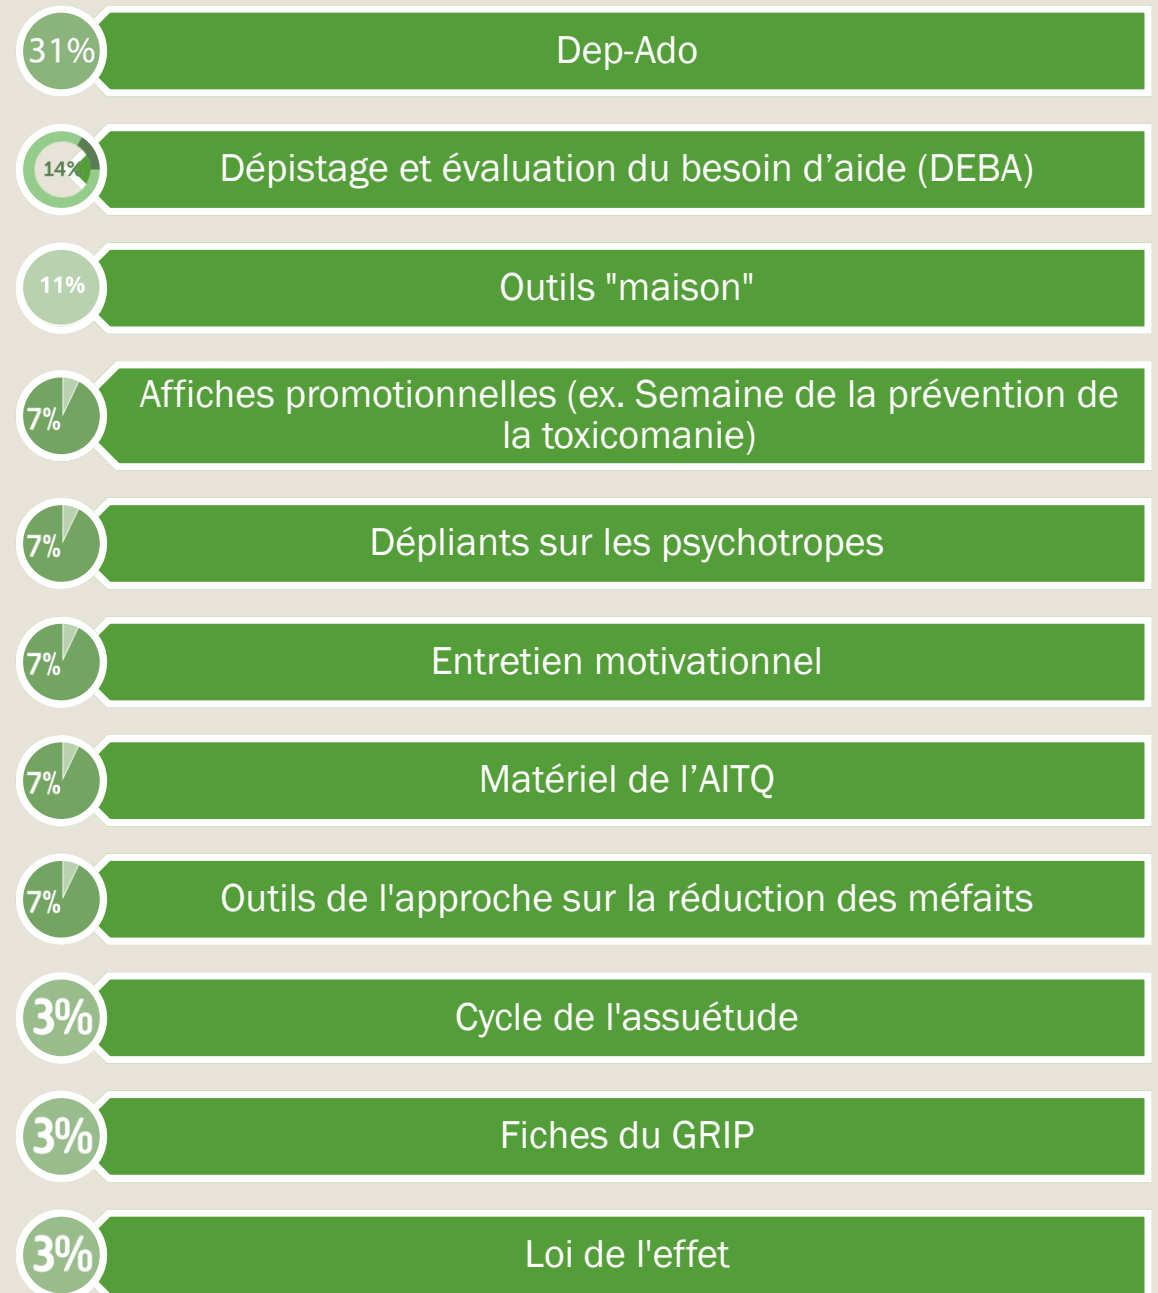 31%
Dep-Ado
14%
Dépistage et évaluation du besoin d’aide (DEBA)
11%
Outils "maison"
7%
Affiches promotionnelles (ex. Semaine de la prévention de
la toxicomanie)
7%
Dépliants sur les psychotropes
7%
Entretien motivationnel
7%
Matériel de l’AITQ
7%
Outils de l'approche sur la réduction des méfaits
3%
Cycle de l'assuétude
3%
Fiches du GRIP
3%
Loi de l'effet